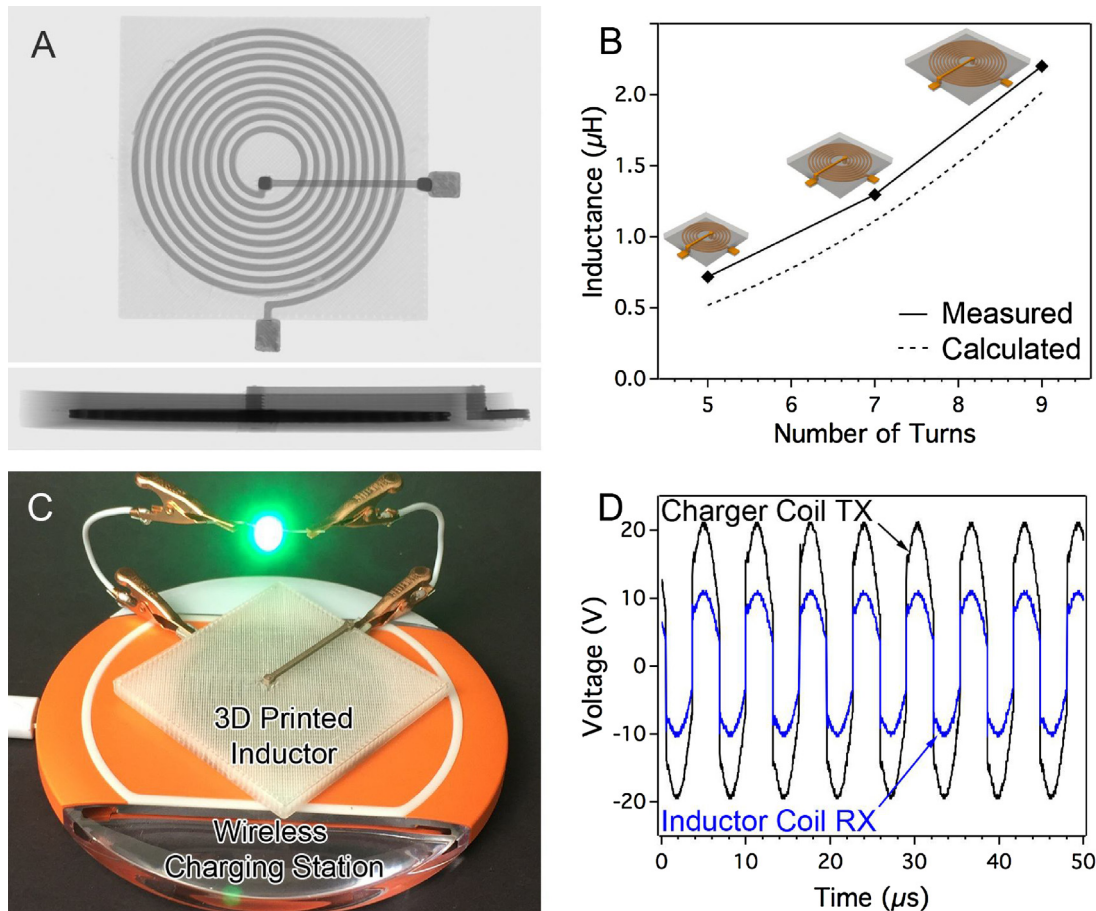 A
B
Inductance (µH)
2.0
1.5
1.0
0.5
0.0
5
6
7
8
9
Number of Turns
Measured
Calculated
C
3D Printed
Inductor
Wireless
Charging Station
D
Charger Coil TX
Inductor Coil RX
Voltage (V)
20
10
0
-10
-20
0
10
20
30
40
50
Time (µs)